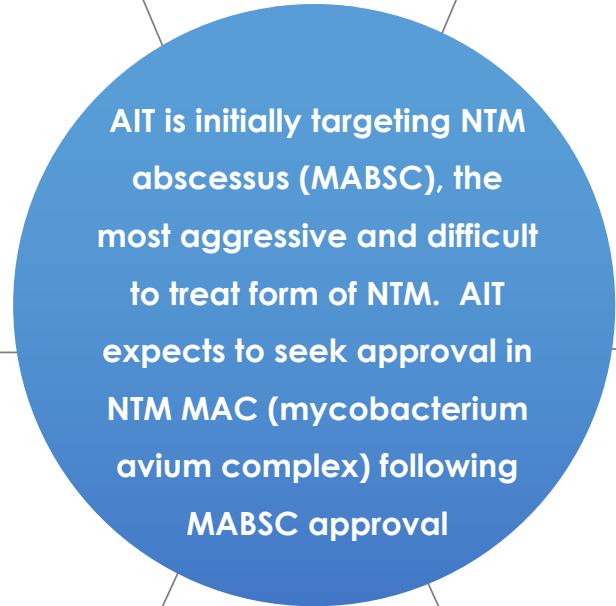 AIT is initially targeting NTM
abscessus (MABSC), the
most aggressive and difficult
to treat form of NTM.  AIT
expects to seek approval in
NTM MAC (mycobacterium
avium complex) following
MABSC approval